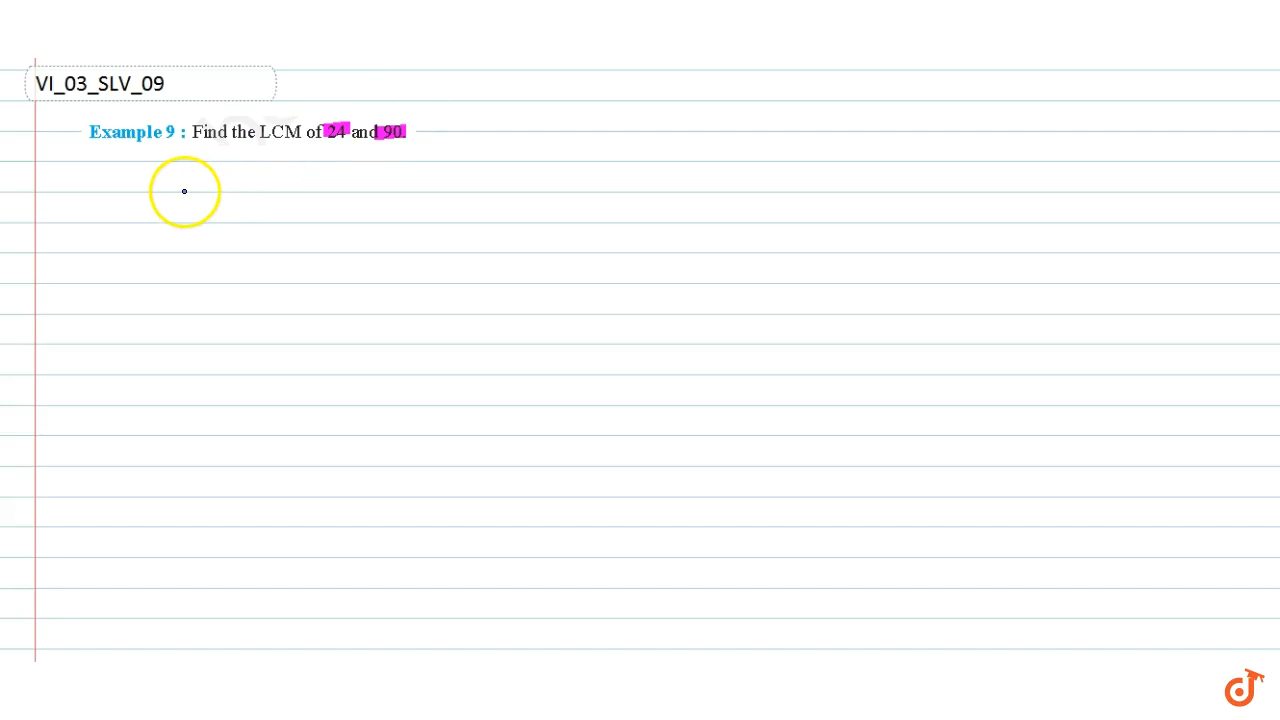 VI_03_SLV_09
Example 9 : Find the LCM of 24 and 90.